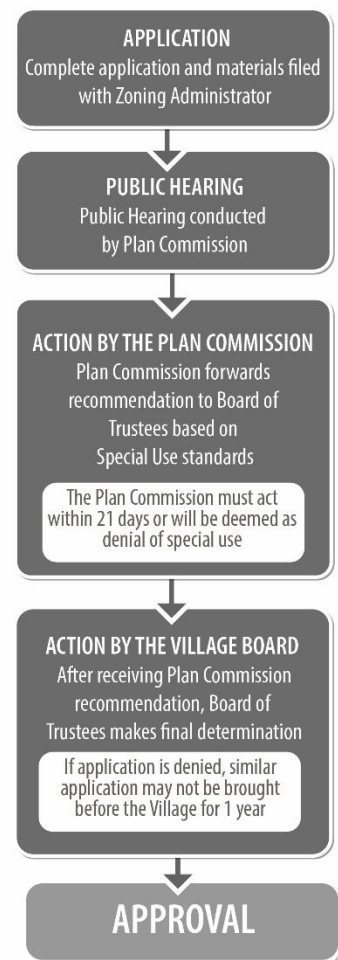 APPLICATION
Complete application and materials filed
with Zoning Administrator
PUBLIC HEARING
Public Hearing conducted
by Plan Commission
ACTION BY THE PLAN COMMISSION
Plan Commission forwards
recommendation to Board of
Trustees based on
Special Use standards
The Plan Commission must act
within 21 days or will be deemed as
denial of special use
ACTION BY THE VILLAGE BOARD
After receiving Plan Commission
recommendation, Board of
Trustees makes final determination
If application is denied, similar
application may not be brought
before the Village for 1 year
APPROVAL